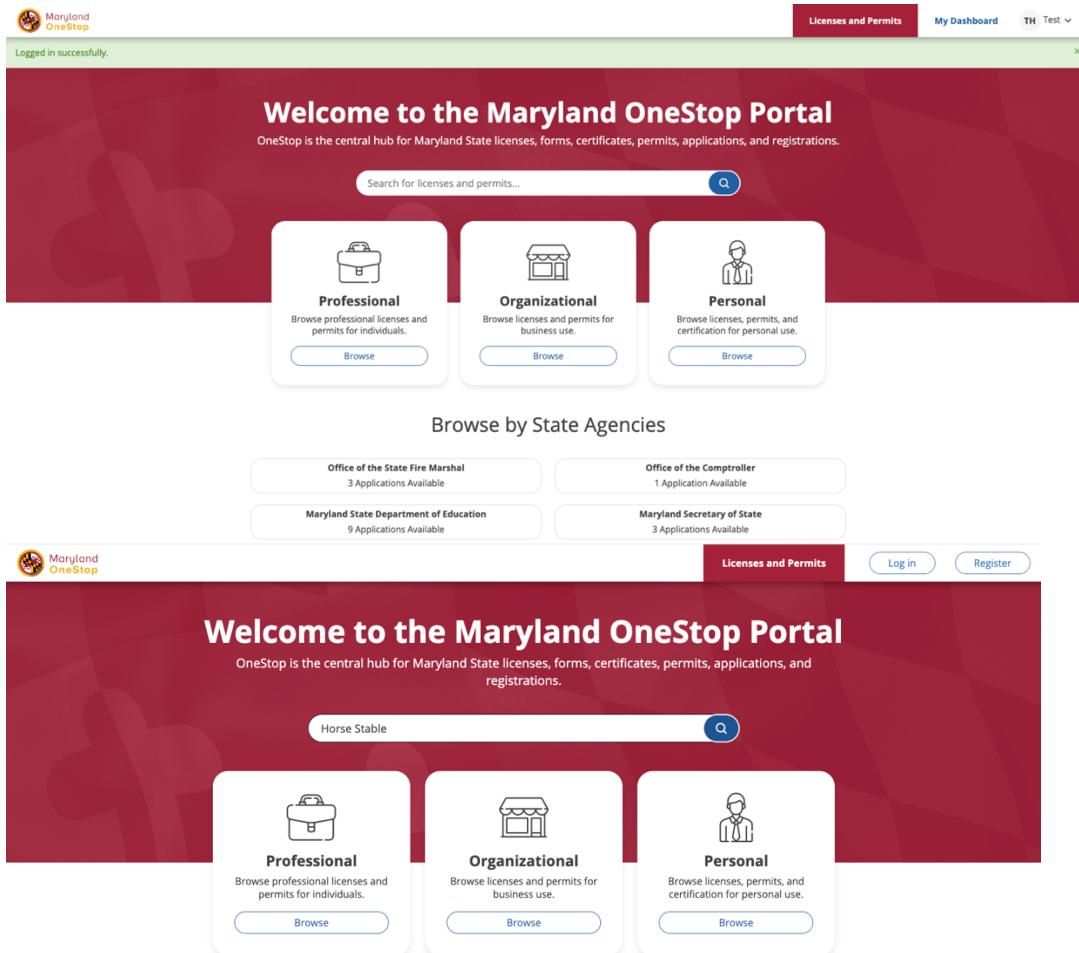 Maryland
OneStop
Licenses and Permits
My Dashboard
TH Test
Logged in successfully.
×
Welcome to the Maryland OneStop Portal
OneStop is the central hub for Maryland State licenses, forms, certificates, permits, applications, and registrations.
Search for licenses and permits...
Professional
Browse professional licenses and
permits for individuals.
Browse
Organizational
Browse licenses and permits for
business use.
Browse
Personal
Browse licenses, permits, and
certification for personal use.
Browse
Browse by State Agencies
Office of the State Fire Marshal
3 Applications Available
Office of the Comptroller
1 Application Available
Maryland State Department of Education
9 Applications Available
Maryland Secretary of State
3 Applications Available
Maryland
OneStop
Licenses and Permits
Log in
Register
Welcome to the Maryland OneStop Portal
OneStop is the central hub for Maryland State licenses, forms, certificates, permits, applications, and
registrations.
Horse Stable
Professional
Browse professional licenses and
permits for individuals.
Browse
Organizational
Browse licenses and permits for
business use.
Browse
Personal
Browse licenses, permits, and
certification for personal use.
Browse